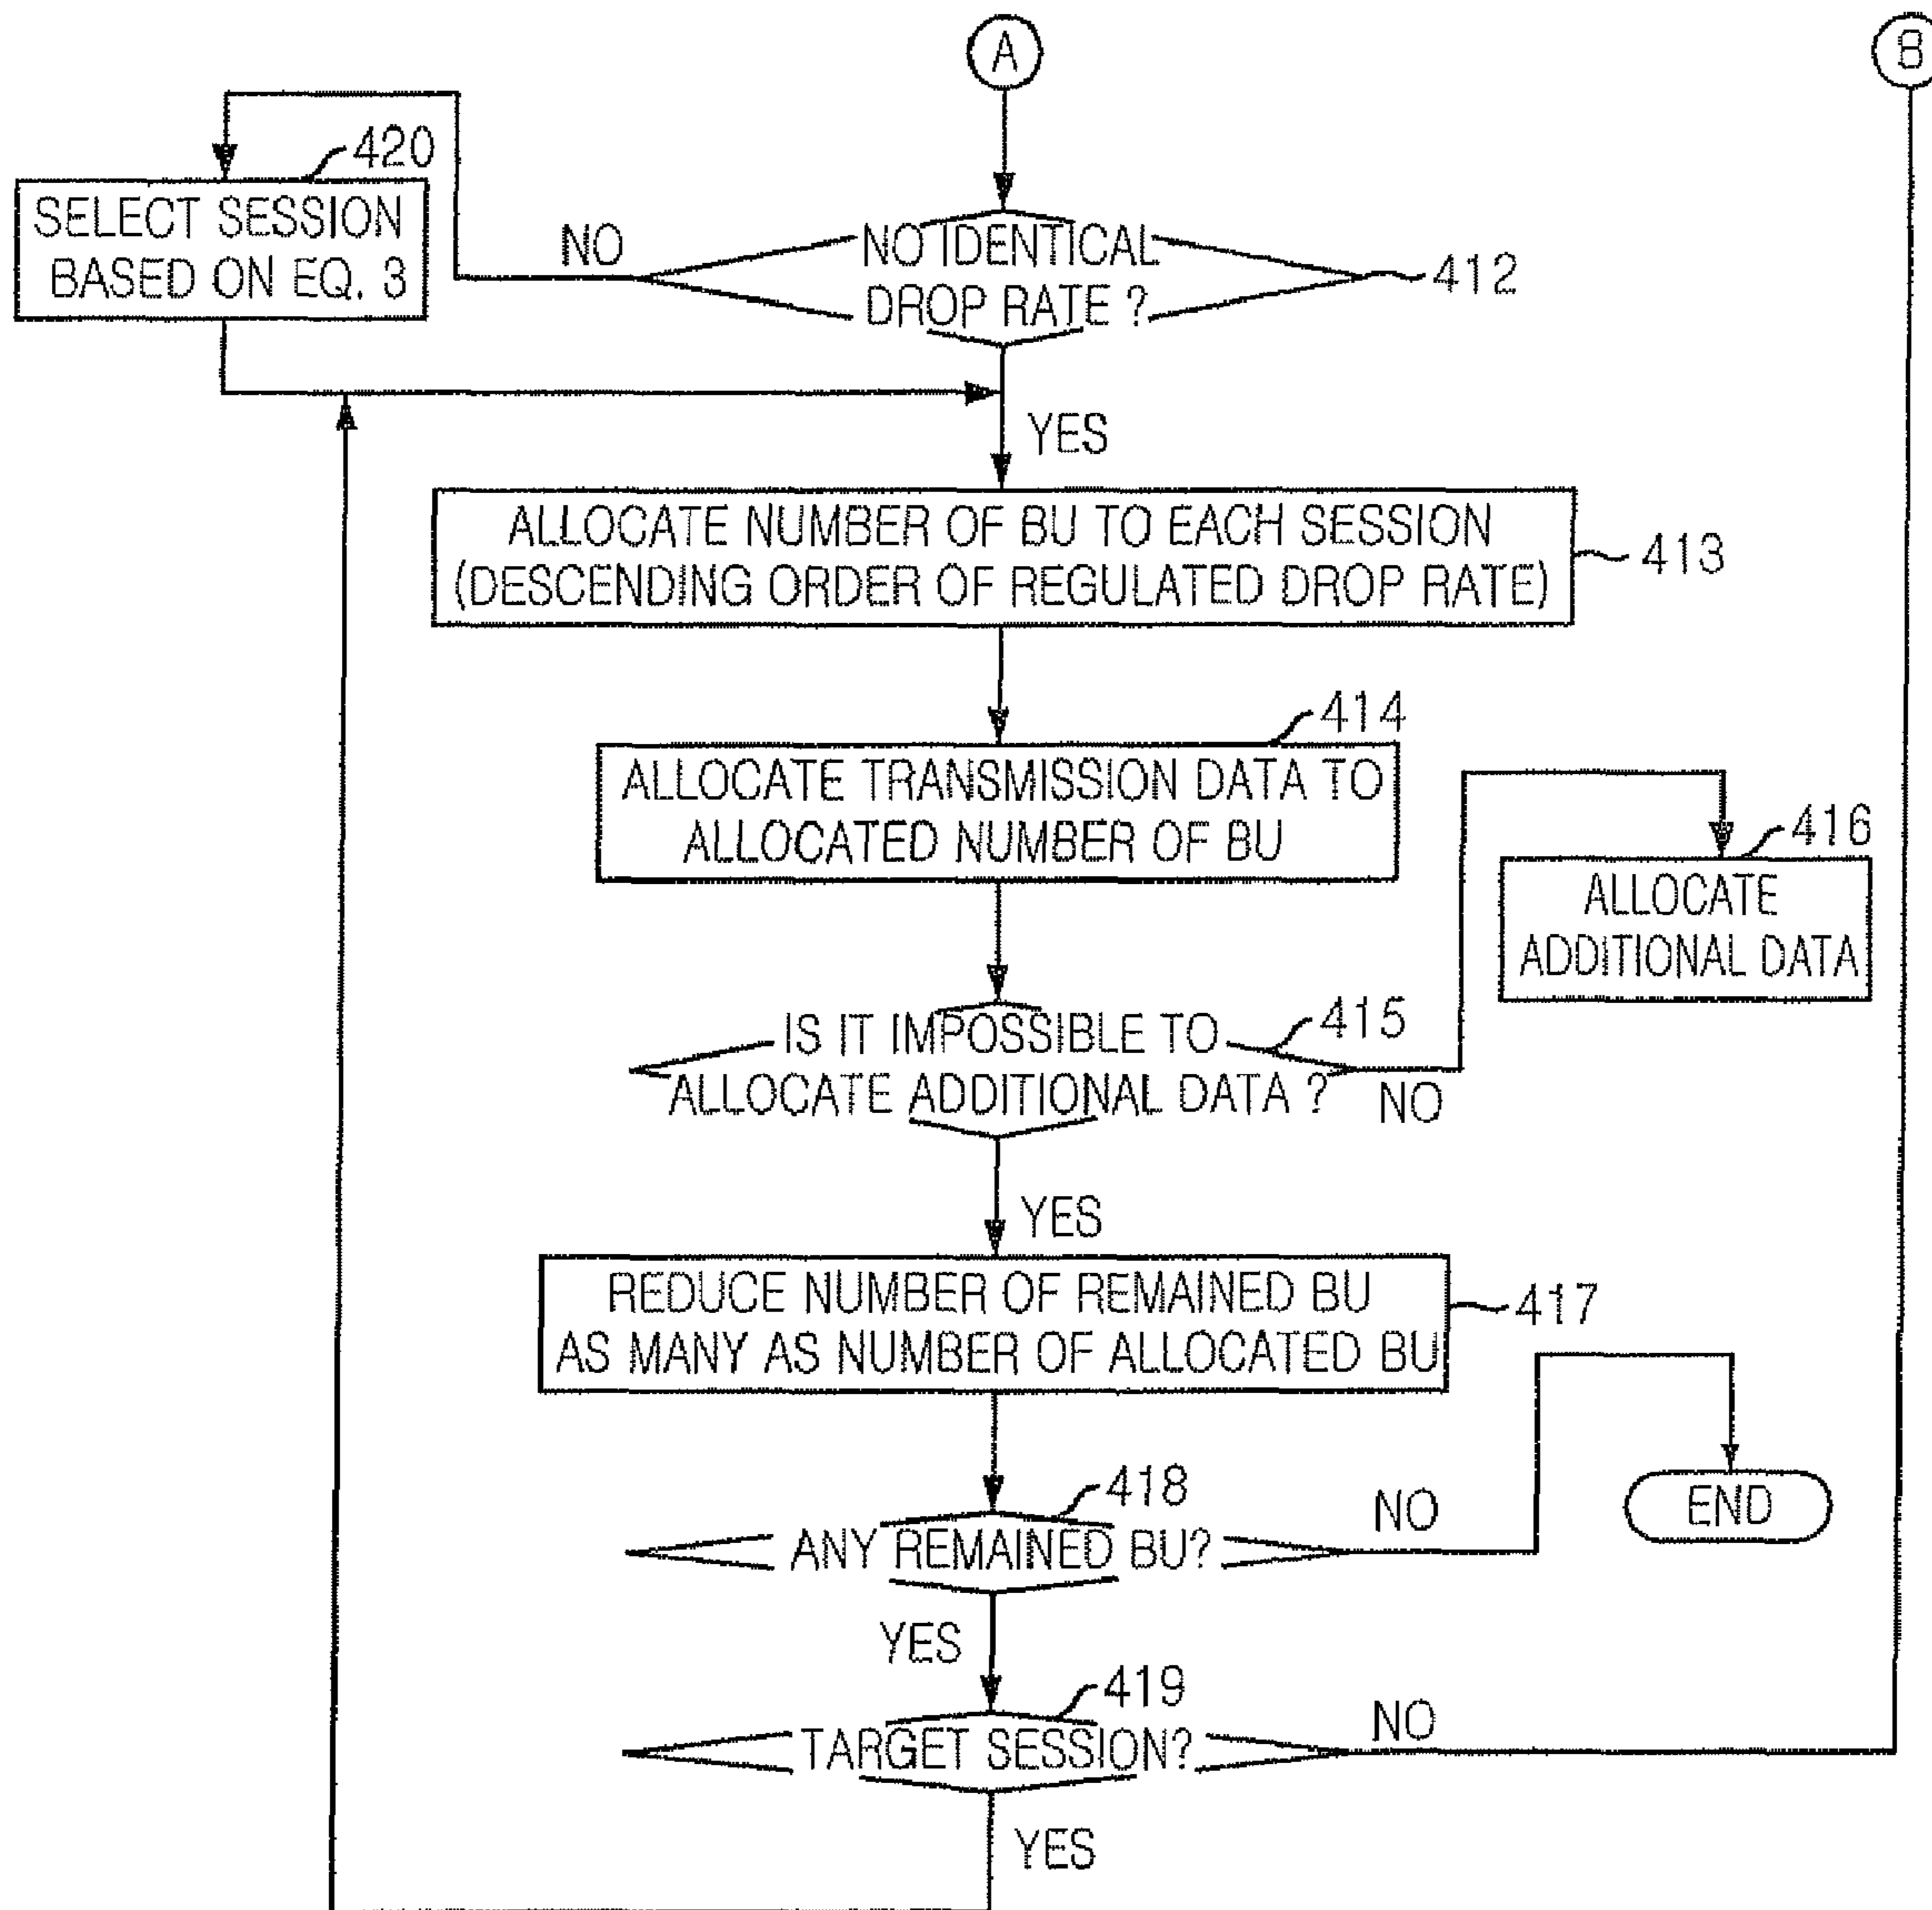 A
B
420
SELECT SESSION
BASED ON EQ. 3
NO
NO IDENTICAL
DROP RATE ?
412
YES
ALLOCATE NUMBER OF BU TO EACH SESSION
(DESCENDING ORDER OF REGULATED DROP RATE)
413
414
ALLOCATE TRANSMISSION DATA TO
ALLOCATED NUMBER OF BU
416
ALLOCATE
ADDITIONAL DATA
IS IT IMPOSSIBLE TO
ALLOCATE ADDITIONAL DATA ?
415
NO
YES
REDUCE NUMBER OF REMAINED BU
AS MANY AS NUMBER OF ALLOCATED BU
417
418
ANY REMAINED BU?
NO
END
YES
419
TARGET SESSION?
NO
YES